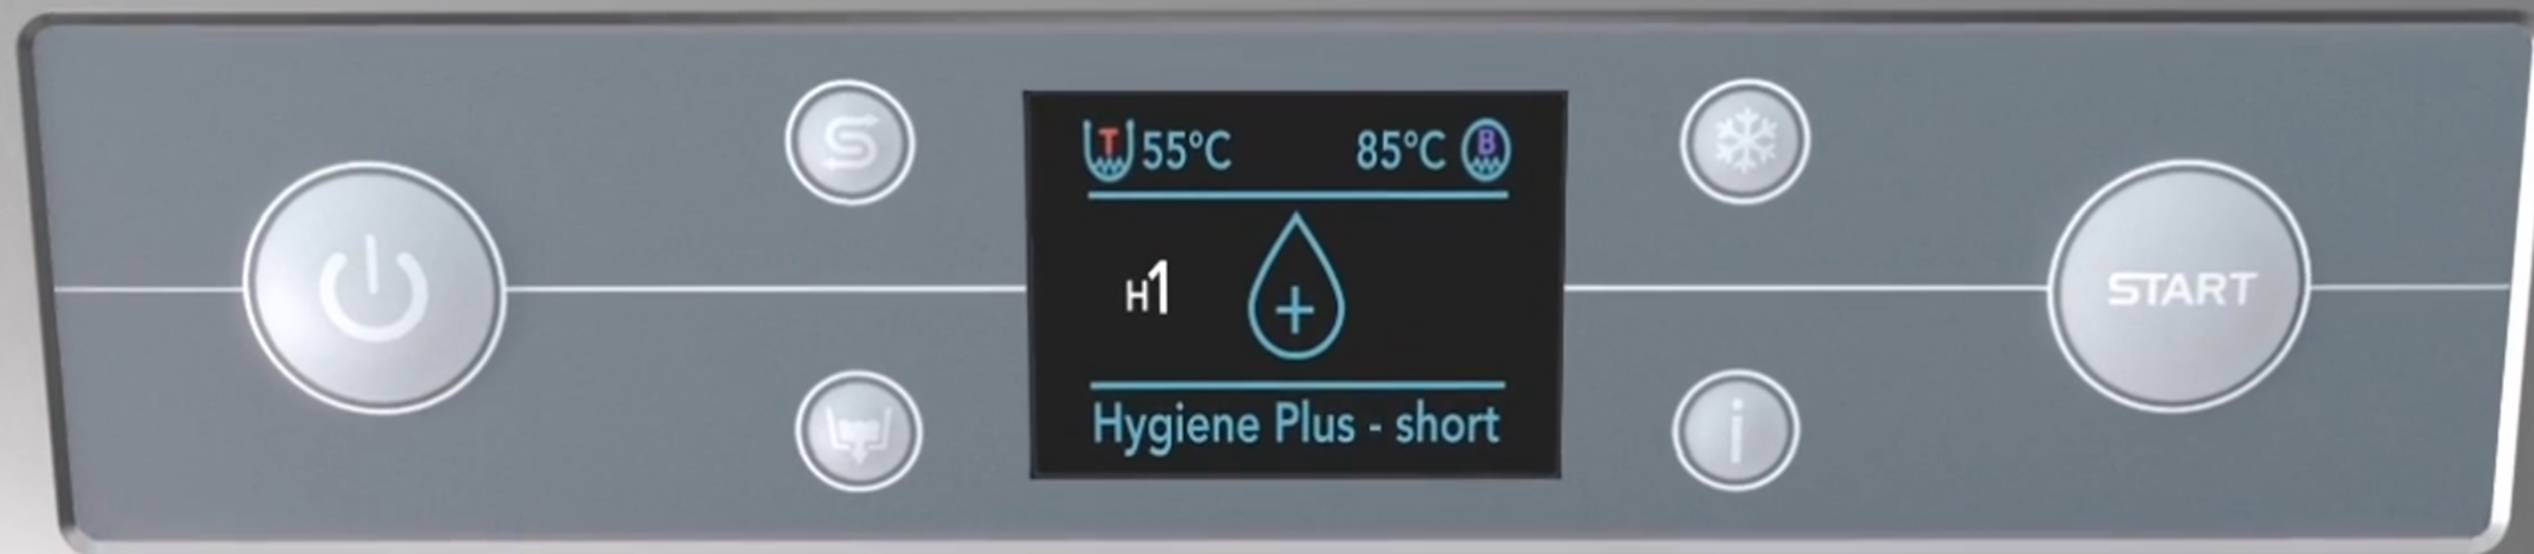 T 55°C 85°C B
H1
START
Hygiene Plus - short
i